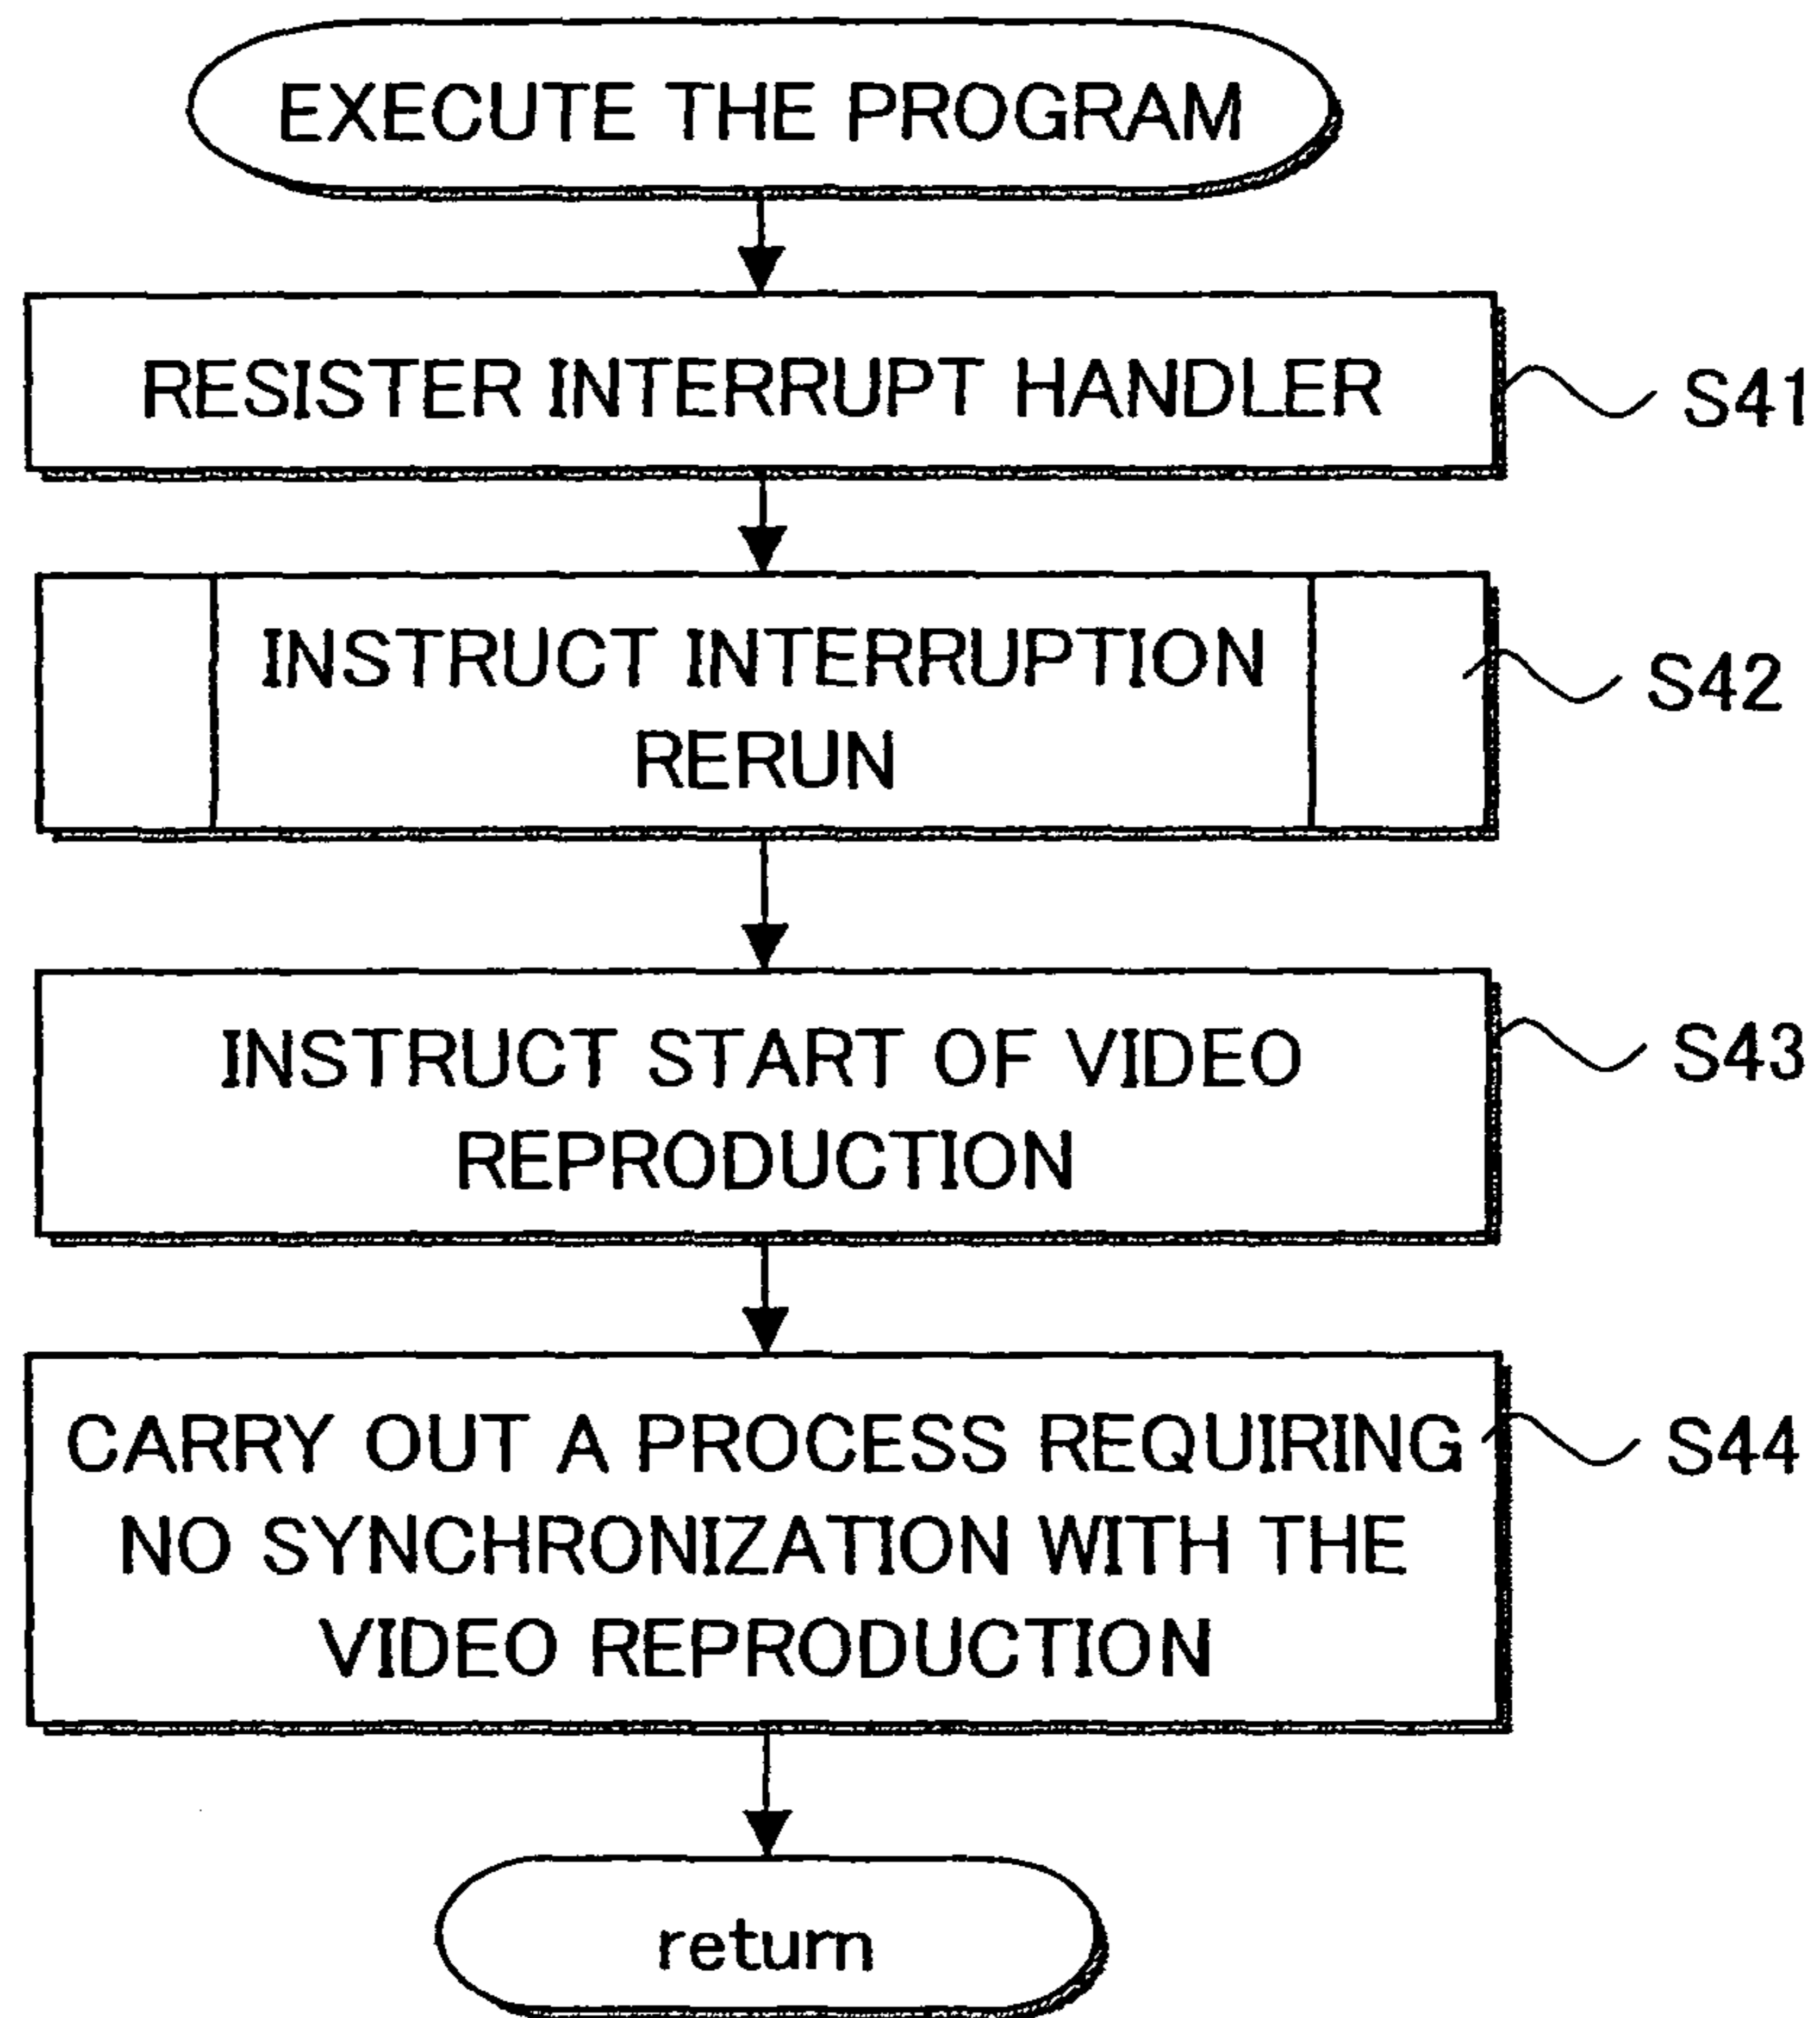 EXECUTE THE PROGRAM
RESISTER INTERRUPT HANDLER
S41
INSTRUCT INTERRUPTION
RERUN
S42
INSTRUCT START OF VIDEO
REPRODUCTION
S43
CARRY OUT A PROCESS REQUIRING
NO SYNCHRONIZATION WITH THE
VIDEO REPRODUCTION
S44
return